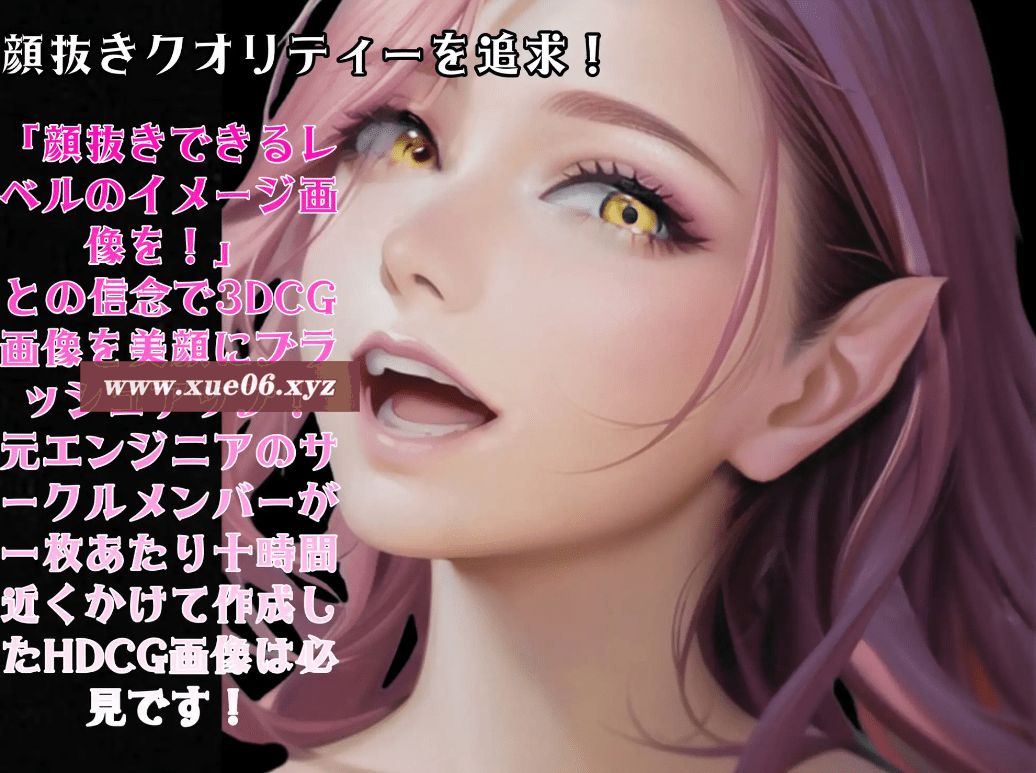 顔抜きクオリティーを追求！
「顔抜きできるレ
ベルのイメージ画
像を！」
との信念で3DCG
画像を美顔にブラ
www.xue06.xyz
元エンジニアのサ
ークルメンバーが
一枚あたり十時間
近くかけて作成し
たHDCG画像は必
見です！